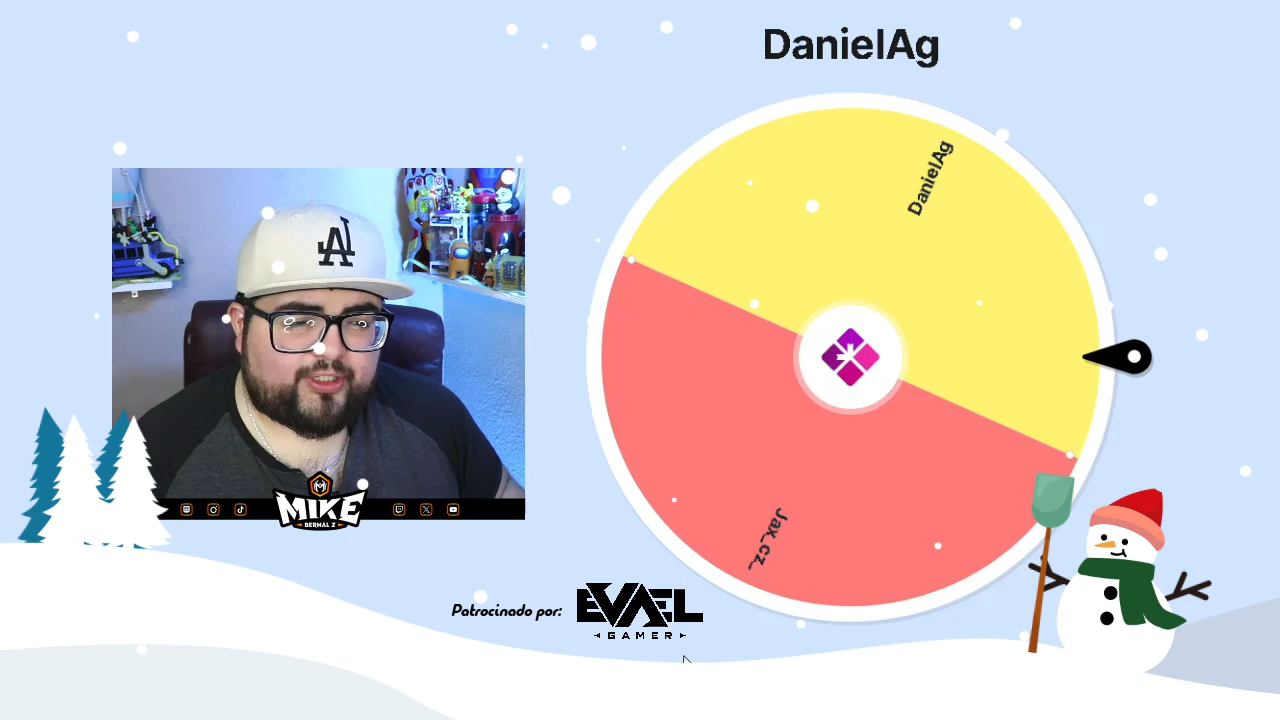 DanielAg
DanielAg
Jax_cz_
LA
MIKE
BERNAL Z
Patrocinado por:
EVAEL
GAMER